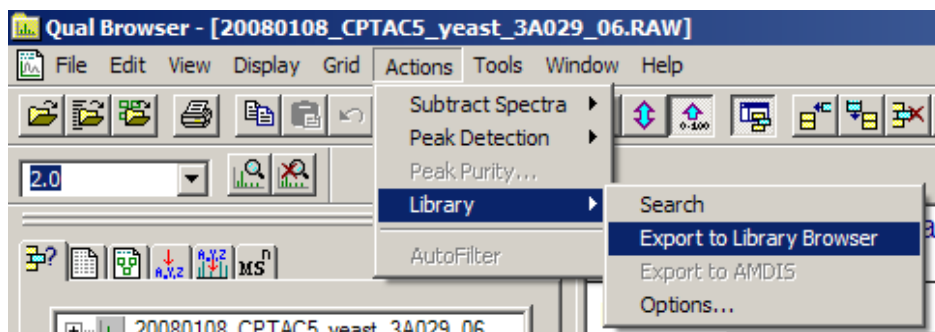 Qual Browser - [20080108_CPTAC5_yeast_3A029_06.RAW]
File Edit View Display Grid Actions Tools Window Help
Subtract Spectra
Peak Detection
2.0
Peak Purity...
Library
Search
Export to Library Browser
AutoFilter
Export to AMDIS
Options...
MSⁿ
20080108_CPTAC5_yeast_3A029_06